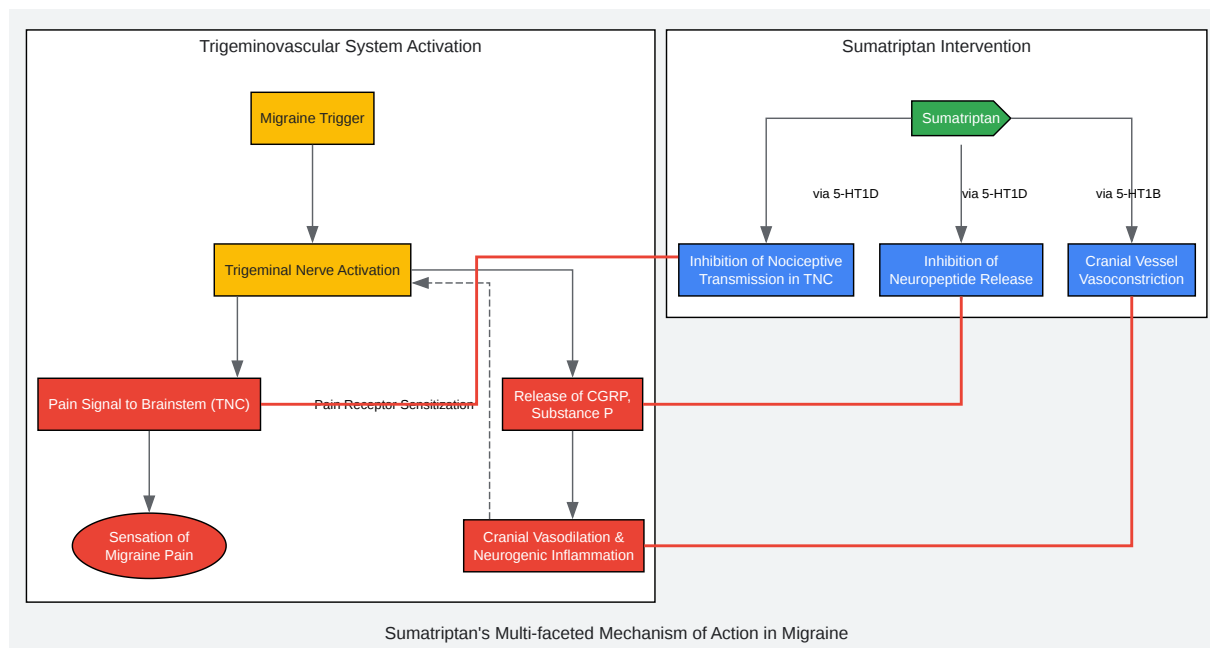 Trigeminovascular System Activation
Sumatriptan Intervention
Migraine Trigger
Sumatriptan
via 5-HT1D
via 5-HT1D
via 5-HT1B
Trigeminal Nerve Activation
Inhibition of Nociceptive
Transmission in TNC
Inhibition of
Neuropeptide Release
Cranial Vessel
Vasoconstriction
Pain Signal to Brainstem (TNC)
Pain Receptor Sensitization
Release of CGRP,
Substance P
Sensation of
Migraine Pain
Cranial Vasodilation &
Neurogenic Inflammation
Sumatriptan's Multi-faceted Mechanism of Action in Migraine